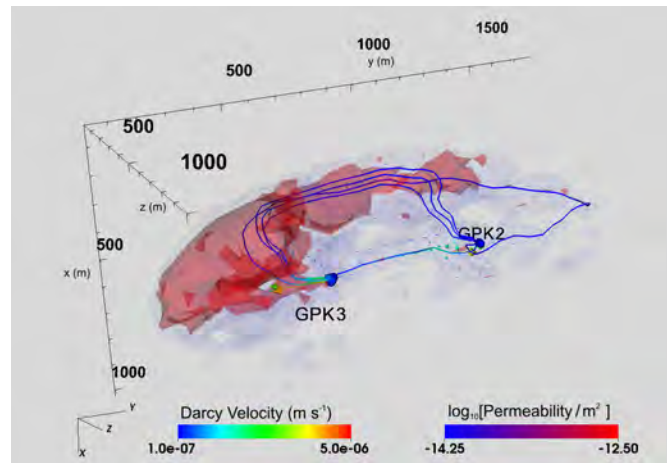 1500
1000
y (m)
500
500
1000
z (m)
500
x (m)
GPK2
GPK3
1000
Y
Z
X
Darcy Velocity (m s⁻¹)
log₁₀[Permeability / m²]
1.0e-07
5.0e-06
-14.25
-12.50